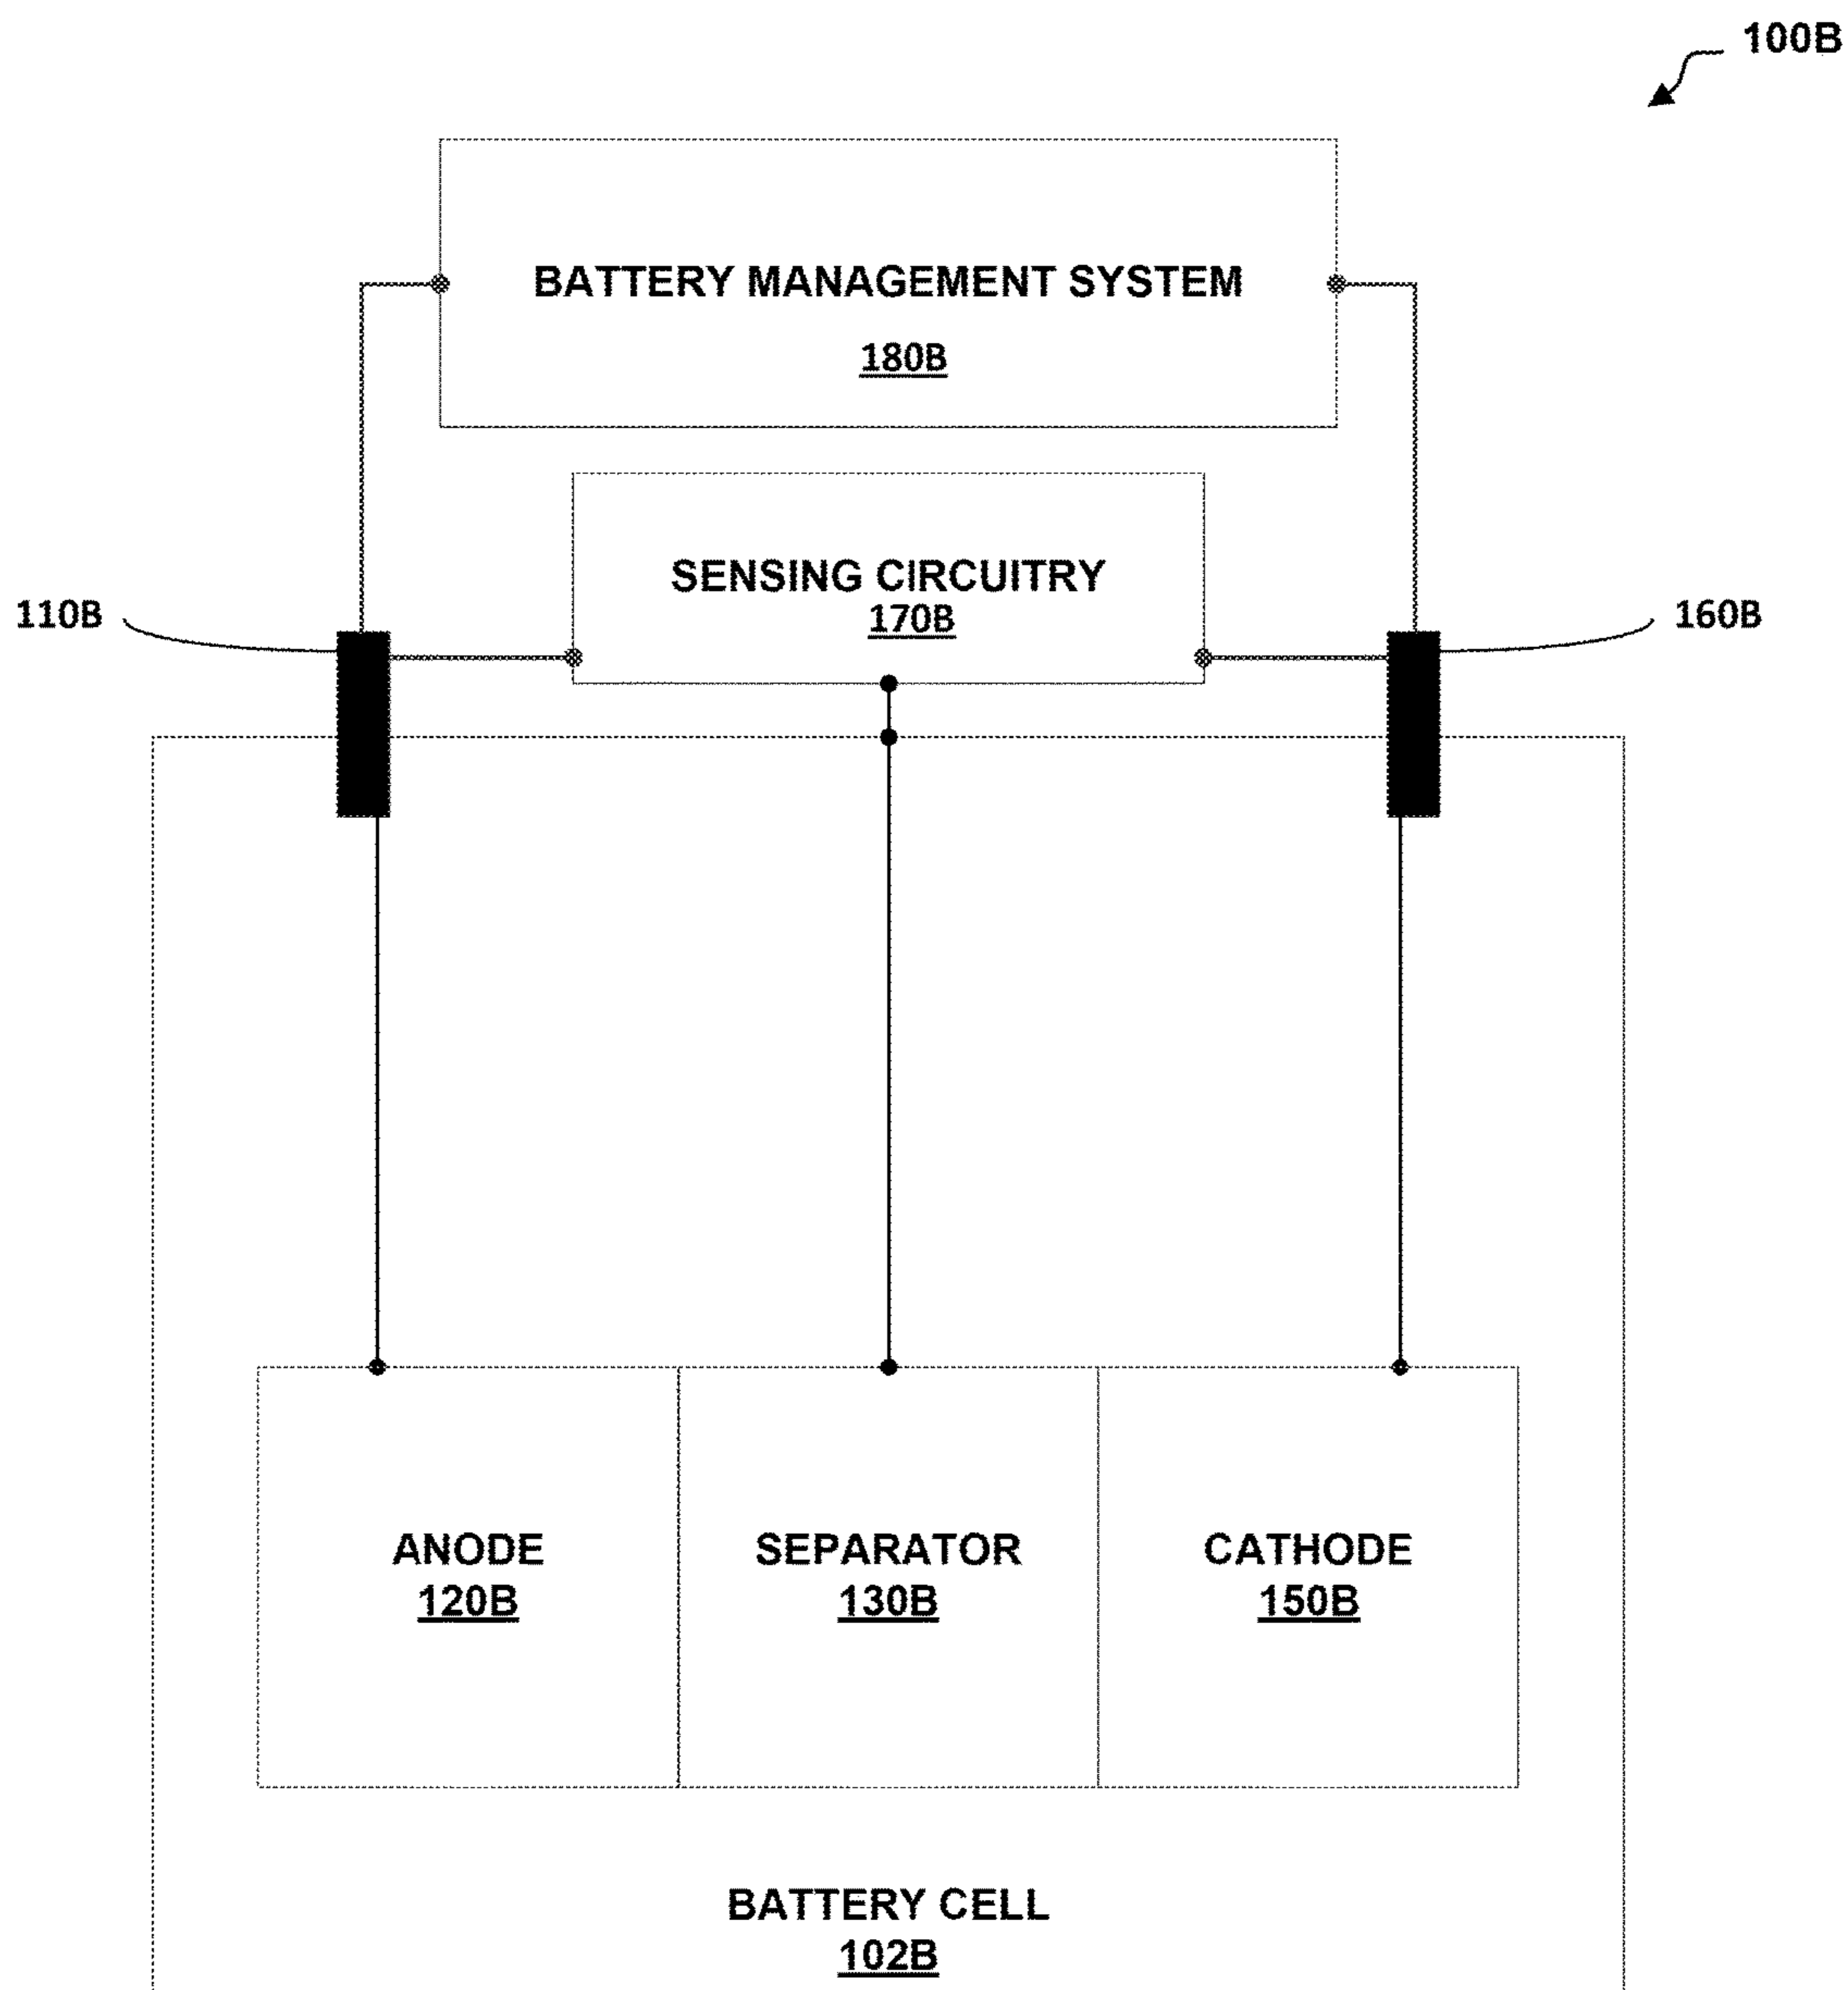 100B
BATTERY MANAGEMENT SYSTEM
180B
SENSING CIRCUITRY
170B
110B
160B
ANODE
120B
SEPARATOR
130B
CATHODE
150B
BATTERY CELL
102B